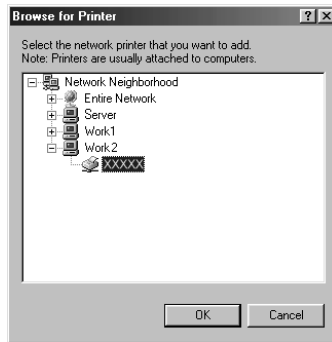 Browse for Printer
Select the network printer that you want to add.
Note: Printers are usually attached to computers.
Network Neighborhood
Entire Network
Server
Work1
Work2
XXXXX
OK
Cancel